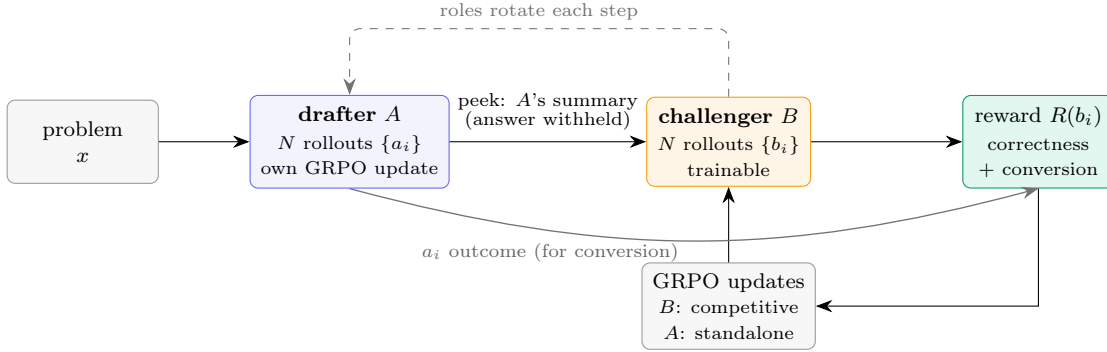 roles rotate each step
problem
x
drafter A
N rollouts {a_i}
own GRPO update
peek: A's summary
(answer withheld)
challenger B
N rollouts {b_i}
trainable
reward R(b_i)
correctness
+ conversion
a_i outcome (for conversion)
GRPO updates
B: competitive
A: standalone